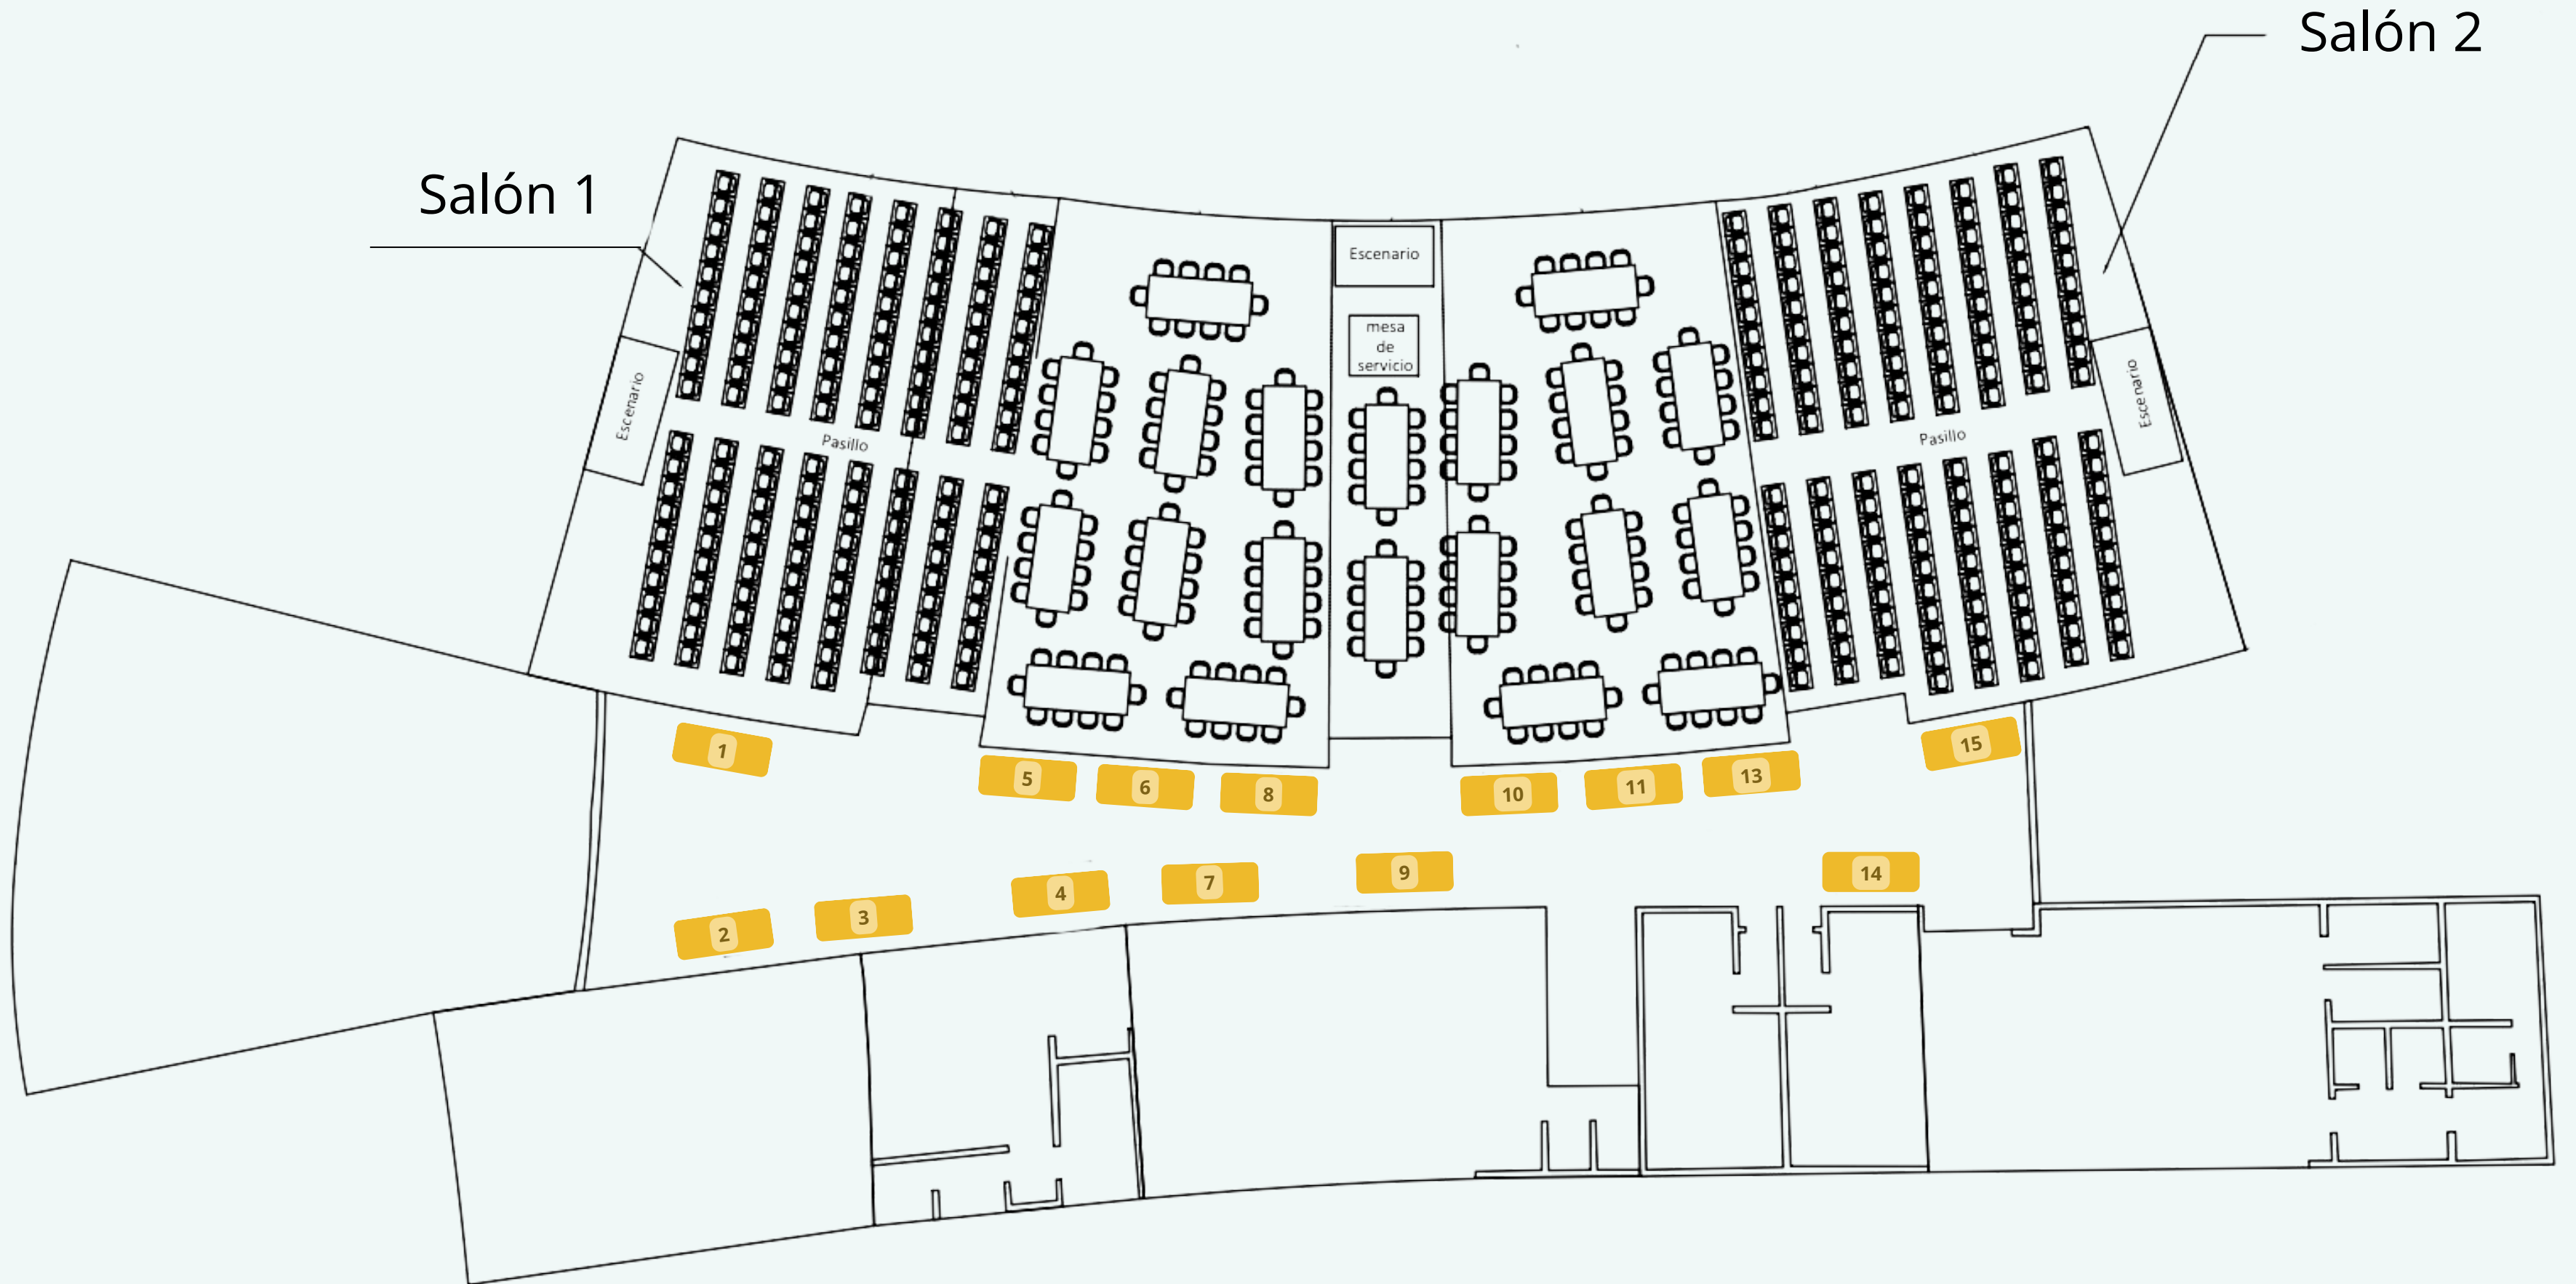 Salón 2
Salón 1
Escenario
mesa
de
servicio
Escenario
Escenario
Pasillo
Pasillo
1
5
6
8
10
11
13
15
2
3
4
7
9
14